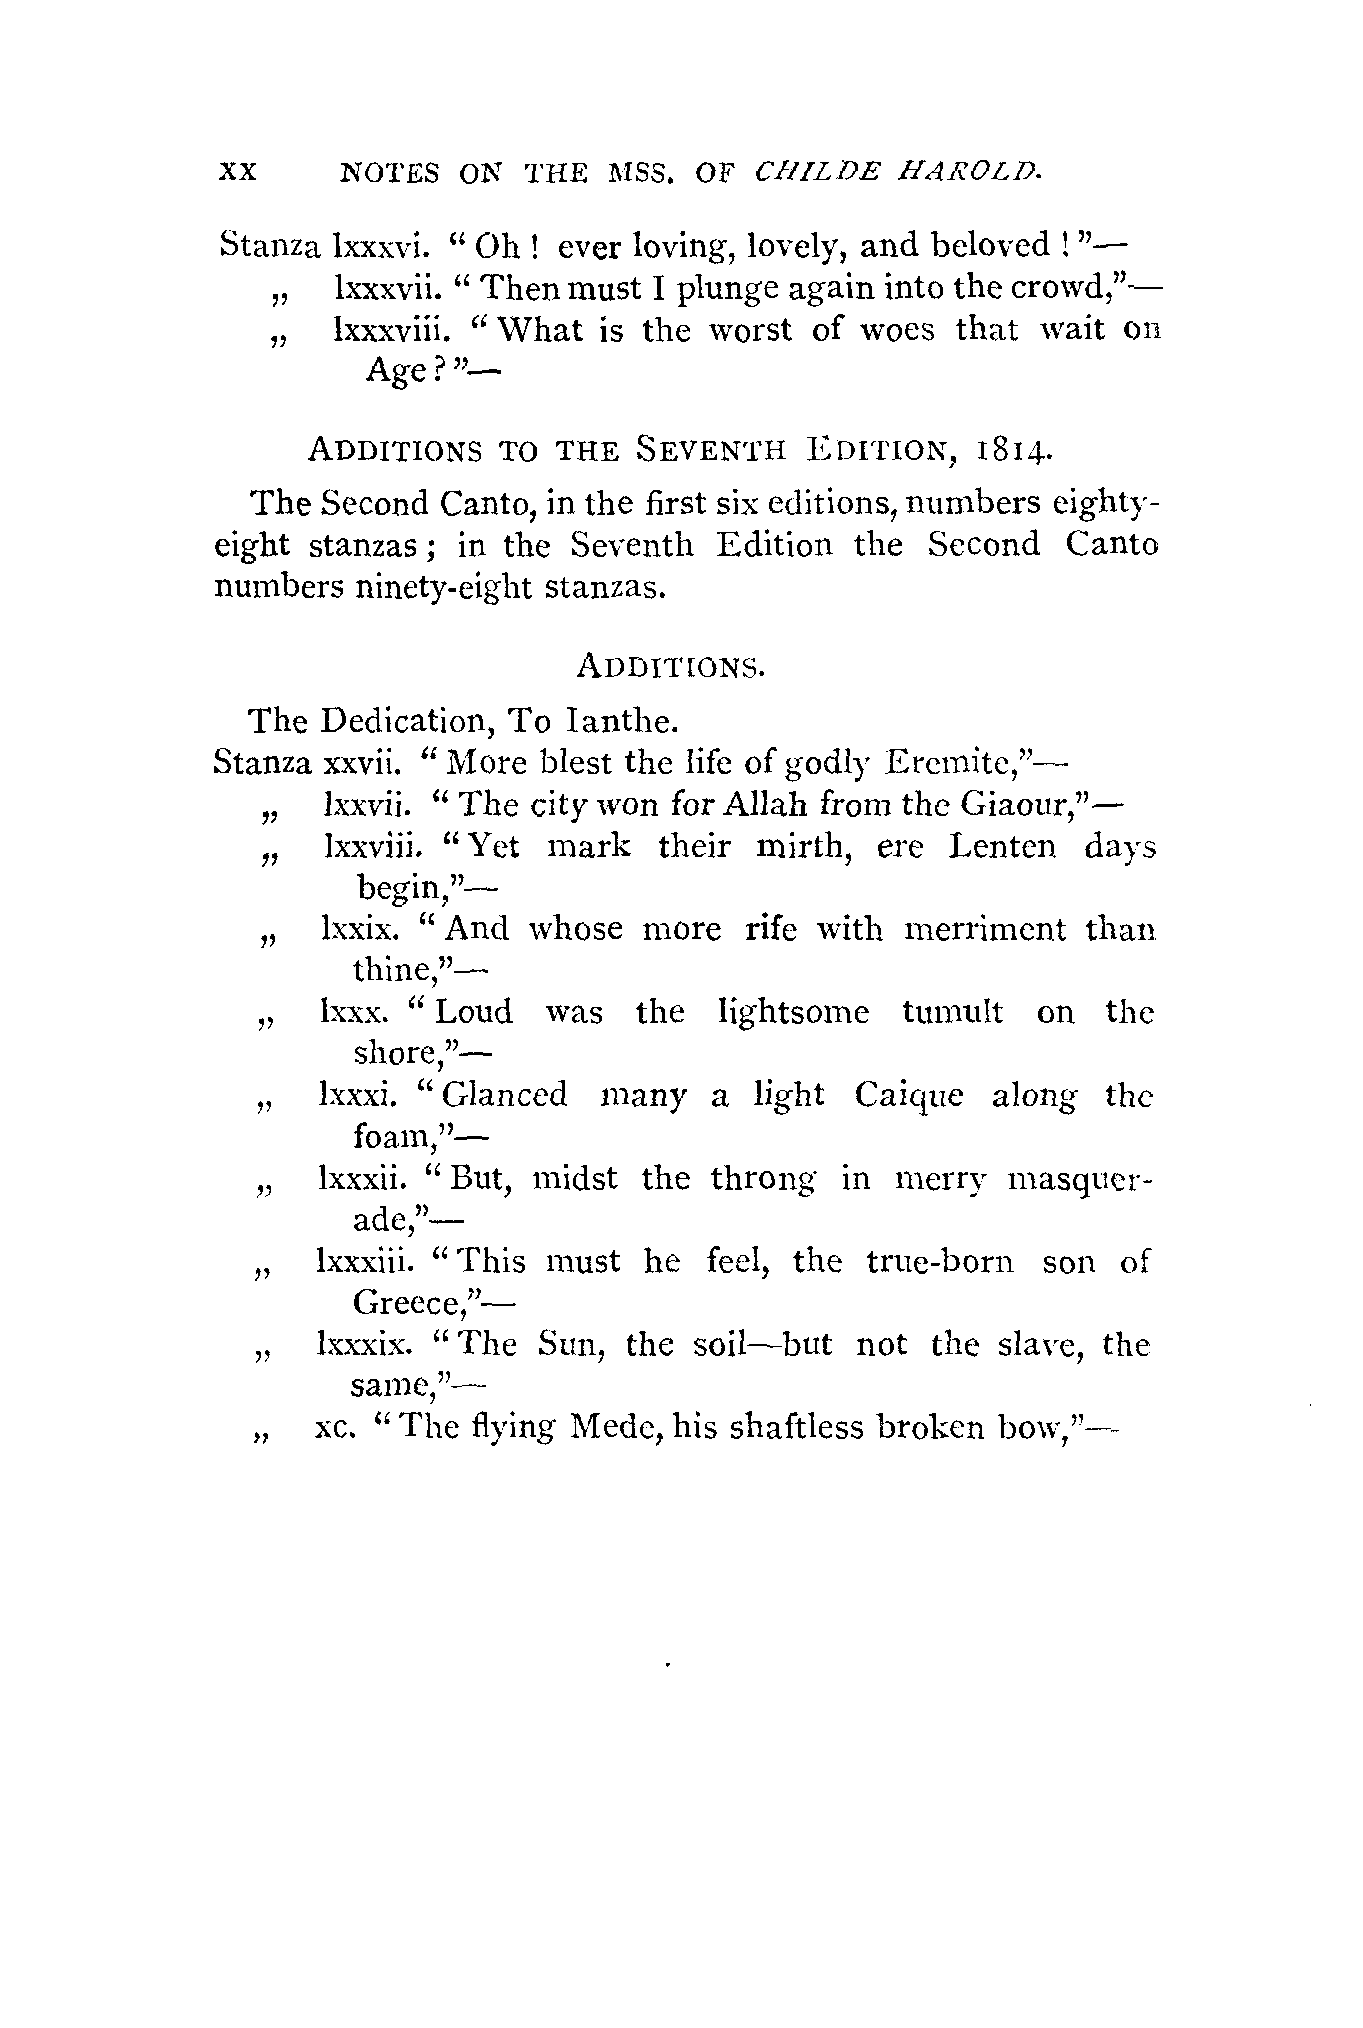 xx NOTES ON THE MSS. OF CHILDE HAROLD.
Stanza lxxxvi. “ Oh ! ever loving, lovely, and beloved ! ”—
„ lxxxvii. “ Then must I plunge again into the crowd,”—
„ lxxxviii. “ What is the worst of woes that wait on
Age ? ”—
ADDITIONS TO THE SEVENTH EDITION, 1814.
The Second Canto, in the first six editions, numbers eighty-
eight stanzas ; in the Seventh Edition the Second Canto
numbers ninety-eight stanzas.
ADDITIONS.
The Dedication, To Ianthe.
Stanza xxvii. “ More blest the life of godly Eremite,”—
„ lxxvii. “ The city won for Allah from the Giaour,”—
„ lxxviii. “ Yet mark their mirth, ere Lenten days
begin,”—
„ lxxix. “ And whose more rife with merriment than
thine,”—
„ lxxx. “ Loud was the lightsome tumult on the
shore,”—
„ lxxxi. “ Glanced many a light Caique along the
foam,”—
„ lxxxii. “ But, midst the throng in merry masquer-
ade,”—
„ lxxxiii. “ This must he feel, the true-born son of
Greece,”—
„ lxxxix. “ The Sun, the soil—but not the slave, the
same,”—
„ xc. “ The flying Mede, his shaftless broken bow,”—